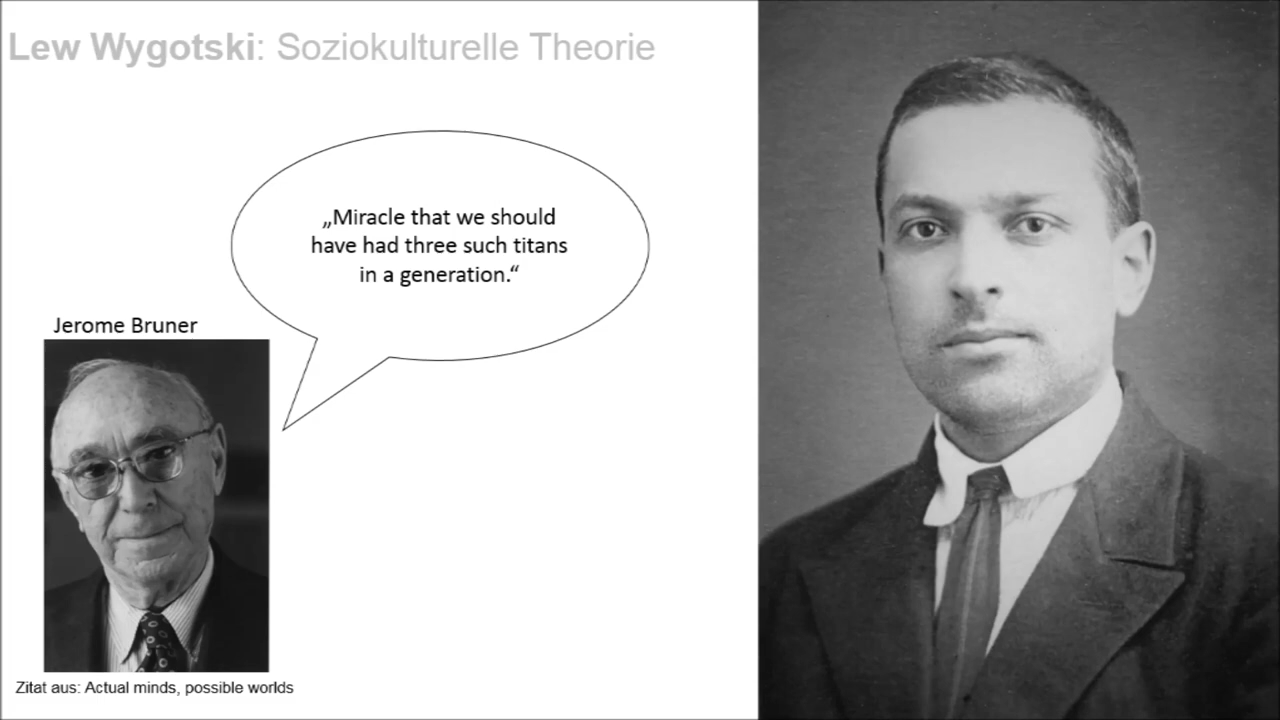 Lew Wygotski: Soziokulturelle Theorie
„Miracle that we should
have had three such titans
in a generation.“
Jerome Bruner
Zitat aus: Actual minds, possible worlds